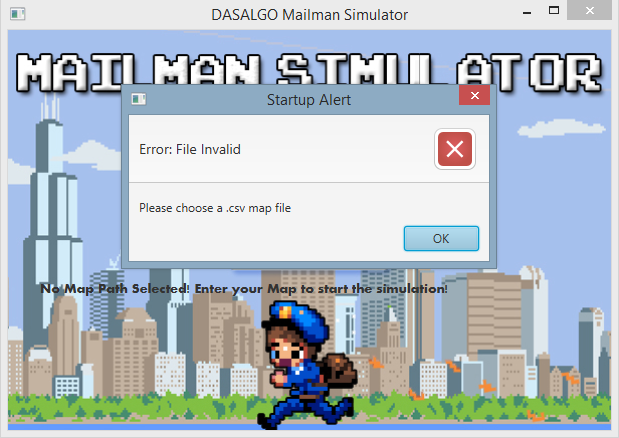 DASALGO Mailman Simulator
MAILMAN SIMULATOR
Startup Alert
Error: File Invalid
Please choose a .csv map file
OK
No Map Path Selected! Enter your Map to start the simulation!